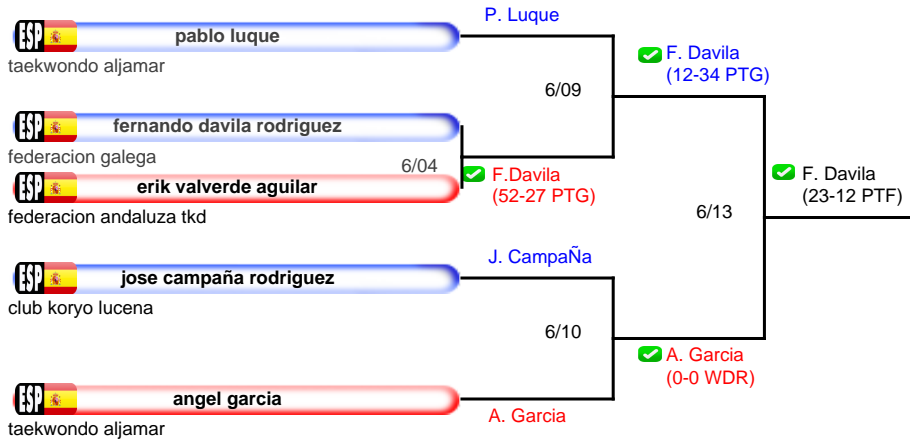 P. Luque
ESP pablo luque
taekwondo aljamar
F. Davila
(12-34 PTG)
6/09
ESP fernando davila rodriguez
federacion galega
6/04
F.Davila
(52-27 PTG)
ESP erik valverde aguilar
federacion andaluza tkd
F. Davila
(23-12 PTF)
6/13
J. CampaÑa
ESP jose campaña rodriguez
club koryo lucena
6/10
A. Garcia
(0-0 WDR)
ESP angel garcia
A. Garcia
taekwondo aljamar